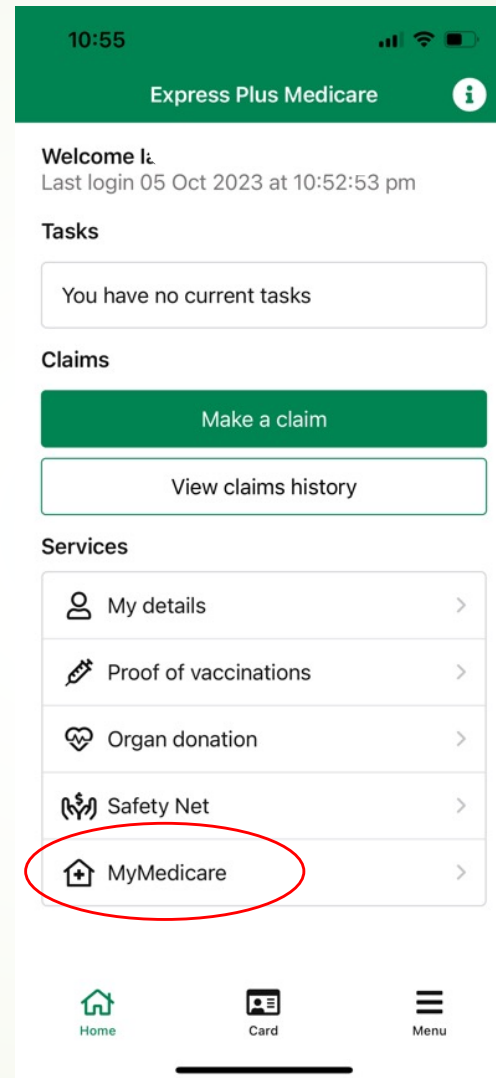 10:55
Express Plus Medicare
Welcome
Last login 05 Oct 2023 at 10:52:53 pm
Tasks
You have no current tasks
Claims
Make a claim
View claims history
Services
My details
Proof of vaccinations
Organ donation
Safety Net
MyMedicare
Home Card Menu